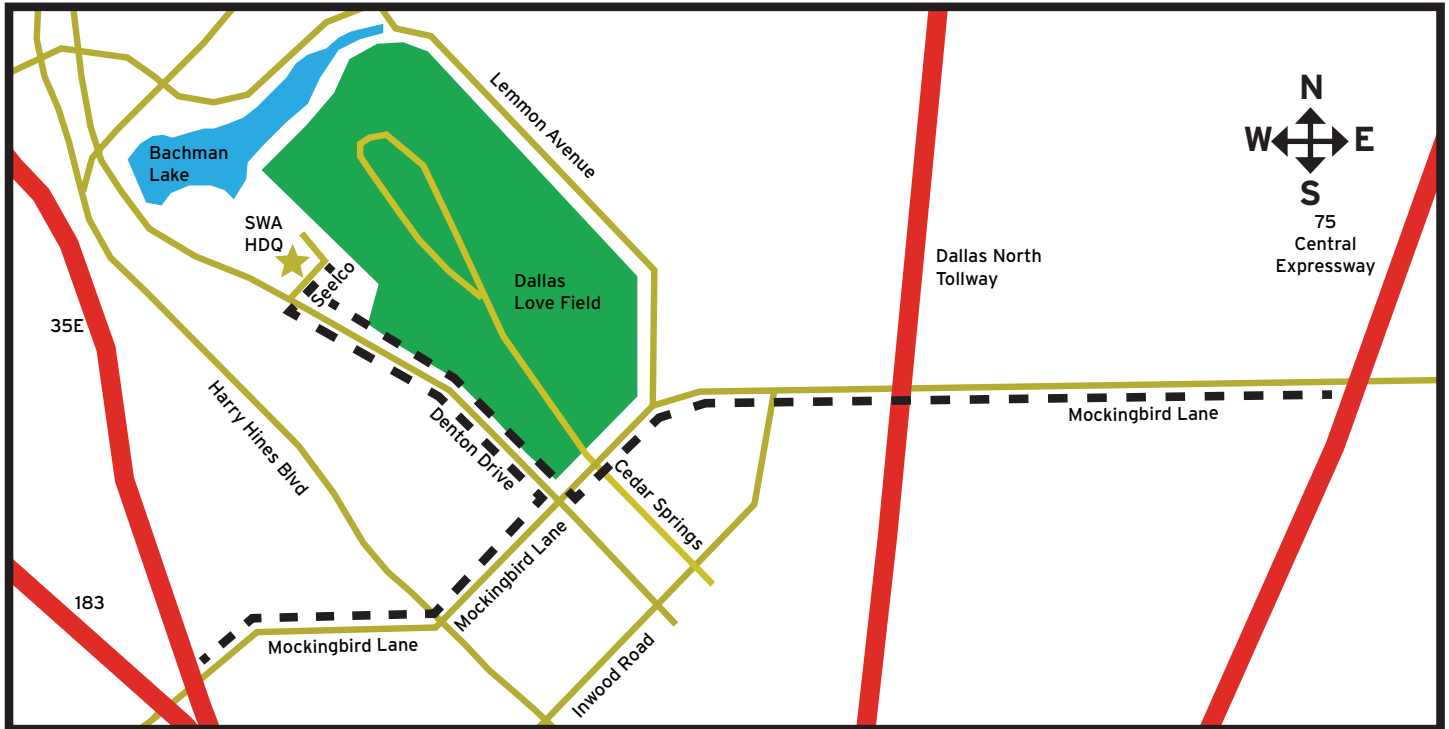 Lemmon Avenue
N
W
E
S
Bachman
Lake
SWA
HDQ
75
Central
Expressway
Dallas North
Tollway
Seelco
Dallas
Love Field
35E
Harry Hines Blvd
Denton Drive
Mockingbird Lane
Cedar Springs
Mockingbird Lane
183
Mockingbird Lane
Inwood Road